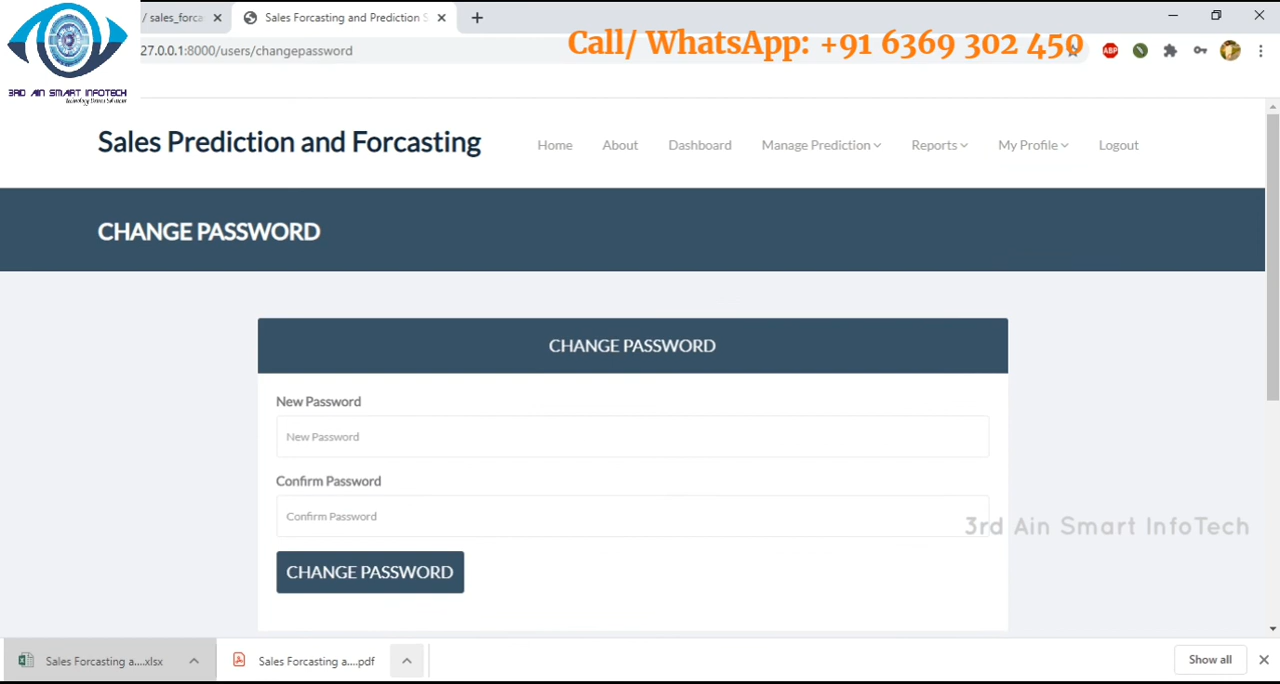 / sales_forca
Sales Forcasting and Prediction S
27.0.0.1:8000/users/changepassword
Call/ WhatsApp: +91 6369 302 450
ABP
3RD AIN SMART INFOTECH
Sales Prediction and Forcasting
Home
About
Dashboard
Manage Prediction
Reports
My Profile
Logout
CHANGE PASSWORD
CHANGE PASSWORD
New Password
New Password
Confirm Password
Confirm Password
3rd Ain Smart InfoTech
CHANGE PASSWORD
Sales Forcasting a....xlsx
Sales Forcasting a....pdf
Show all